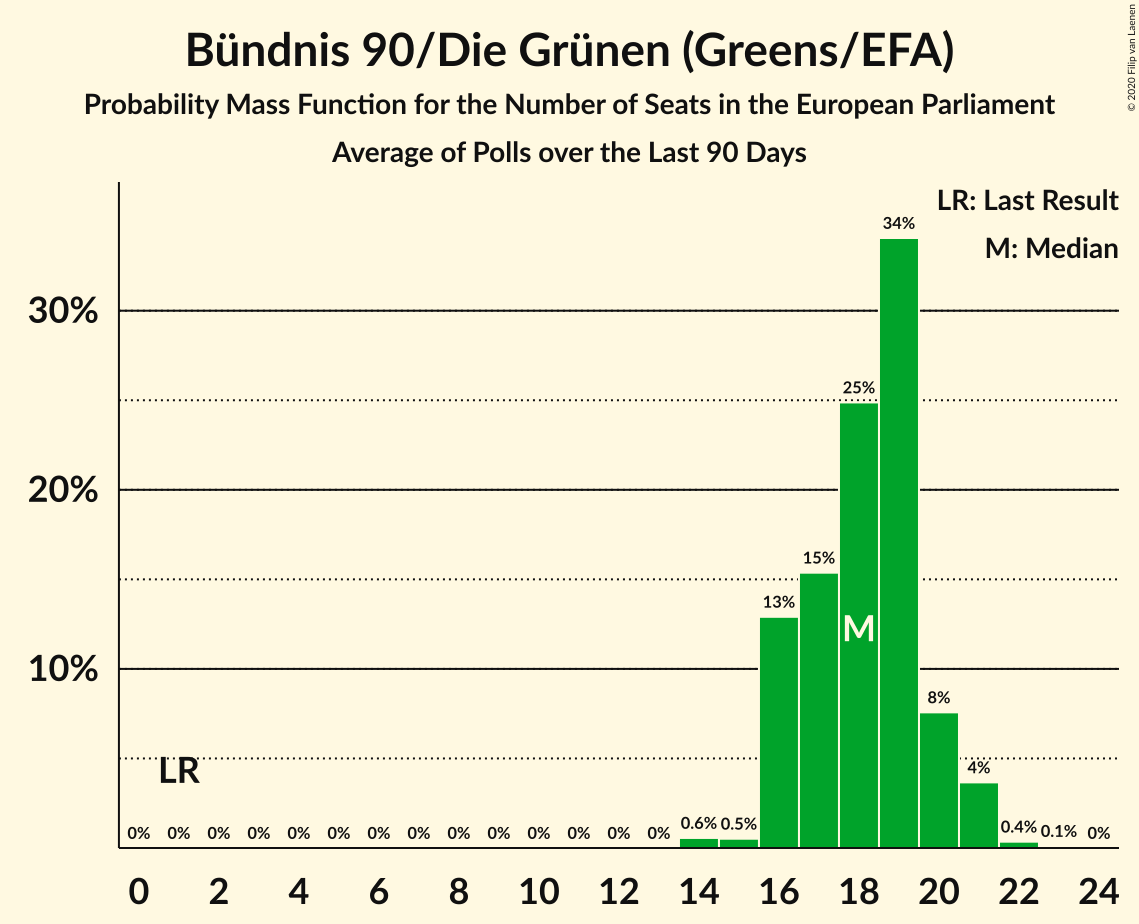 Bündnis 90/Die Grünen (Greens/EFA)
Probability Mass Function for the Number of Seats in the European Parliament
Average of Polls over the Last 90 Days
© 2020 Filip van Laenen
LR: Last Result
M: Median
34%
30%
25%
20%
15%
13%
M
10%
8%
LR
4%
0% 0% 0% 0% 0% 0% 0% 0% 0% 0% 0% 0% 0% 0% 0.6% 0.5% 0.4% 0.1% 0%
0 2 4 6 8 10 12 14 16 18 20 22 24